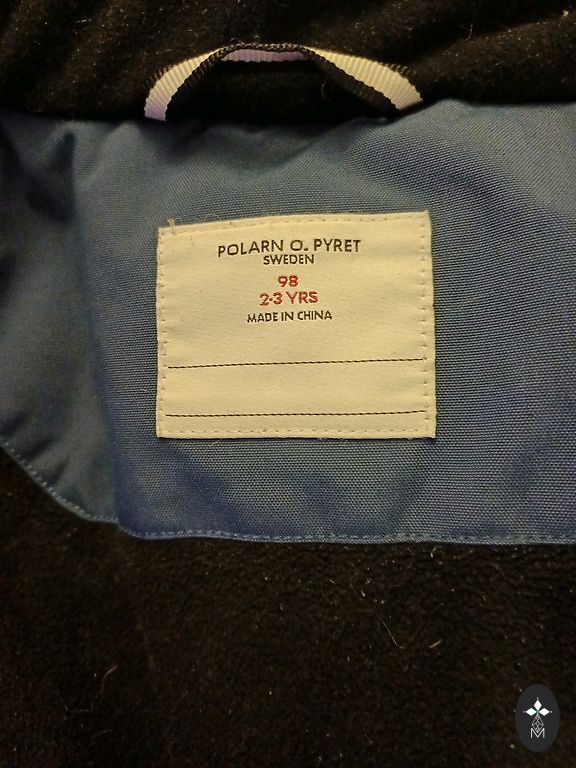 POLARN O. PYRET
SWEDEN
98
2-3 YRS
MADE IN CHINA
M